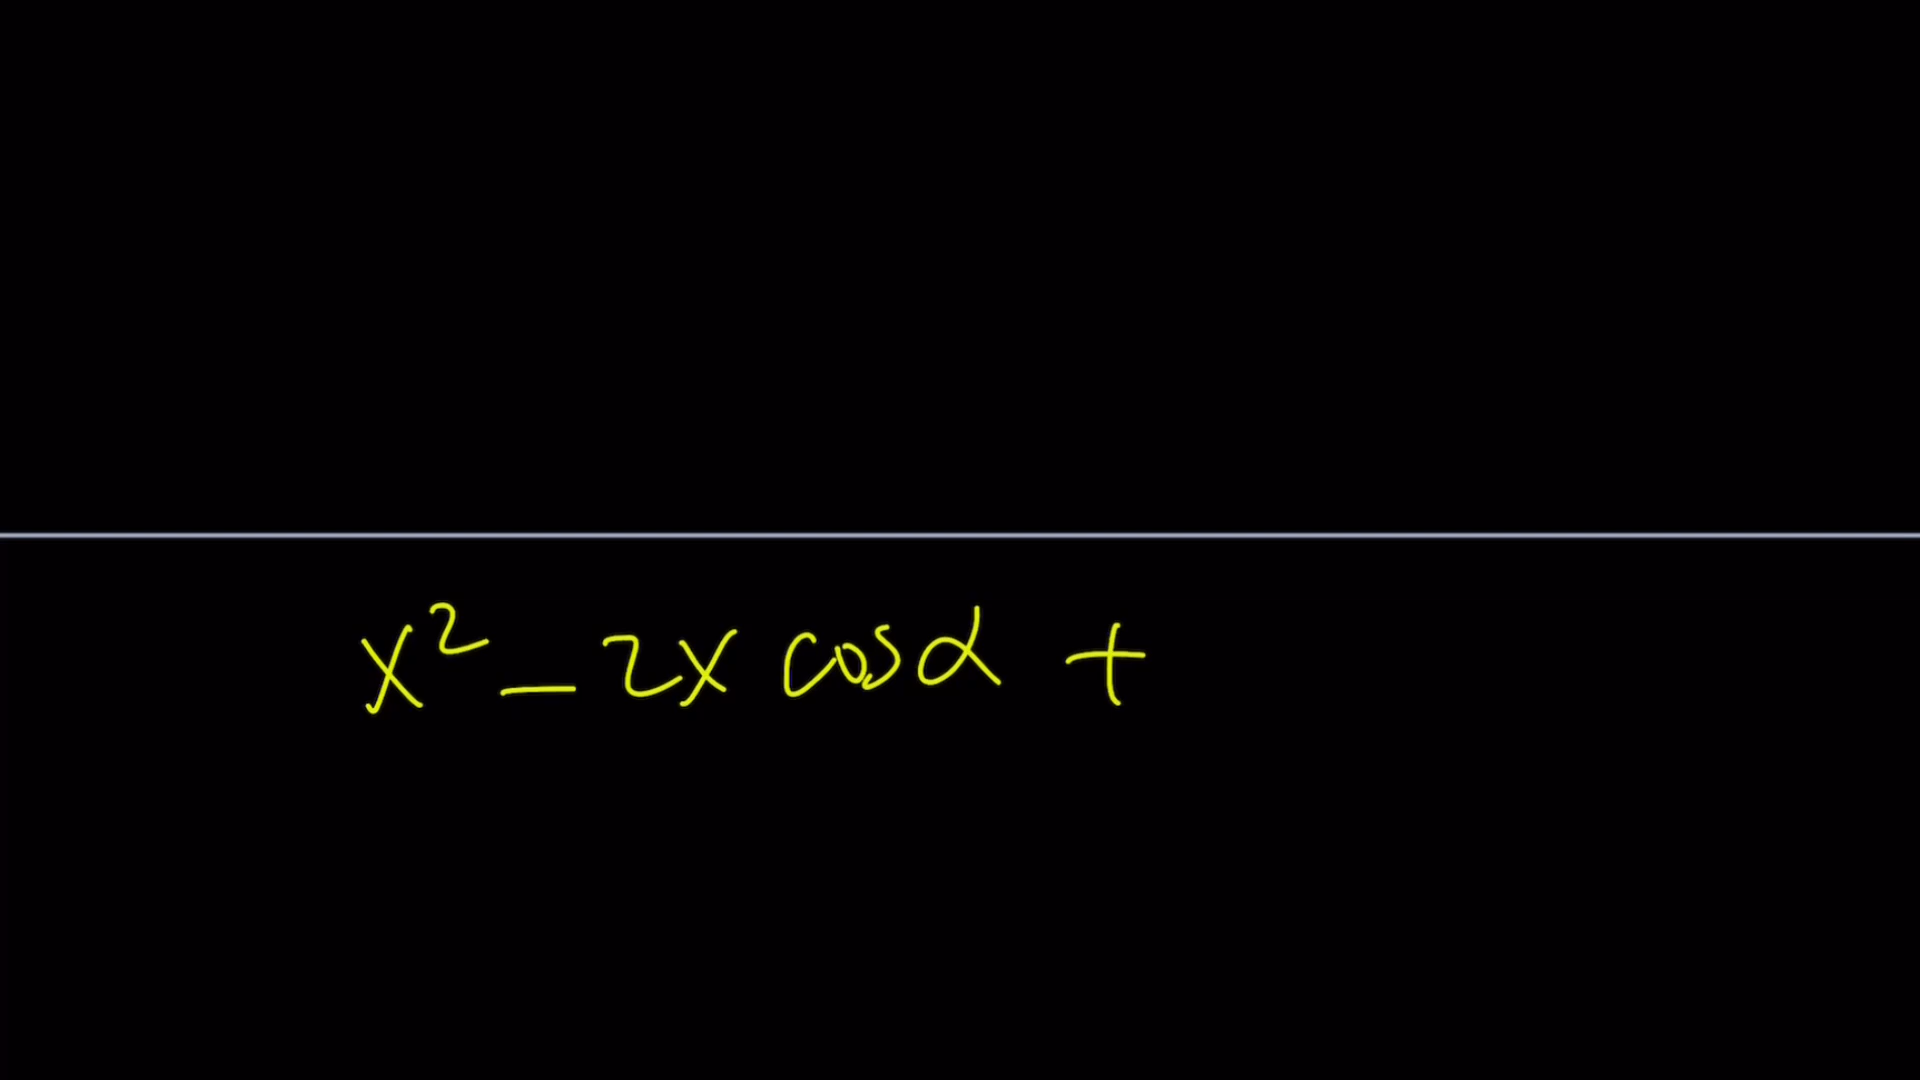 x² - 2x cosα +